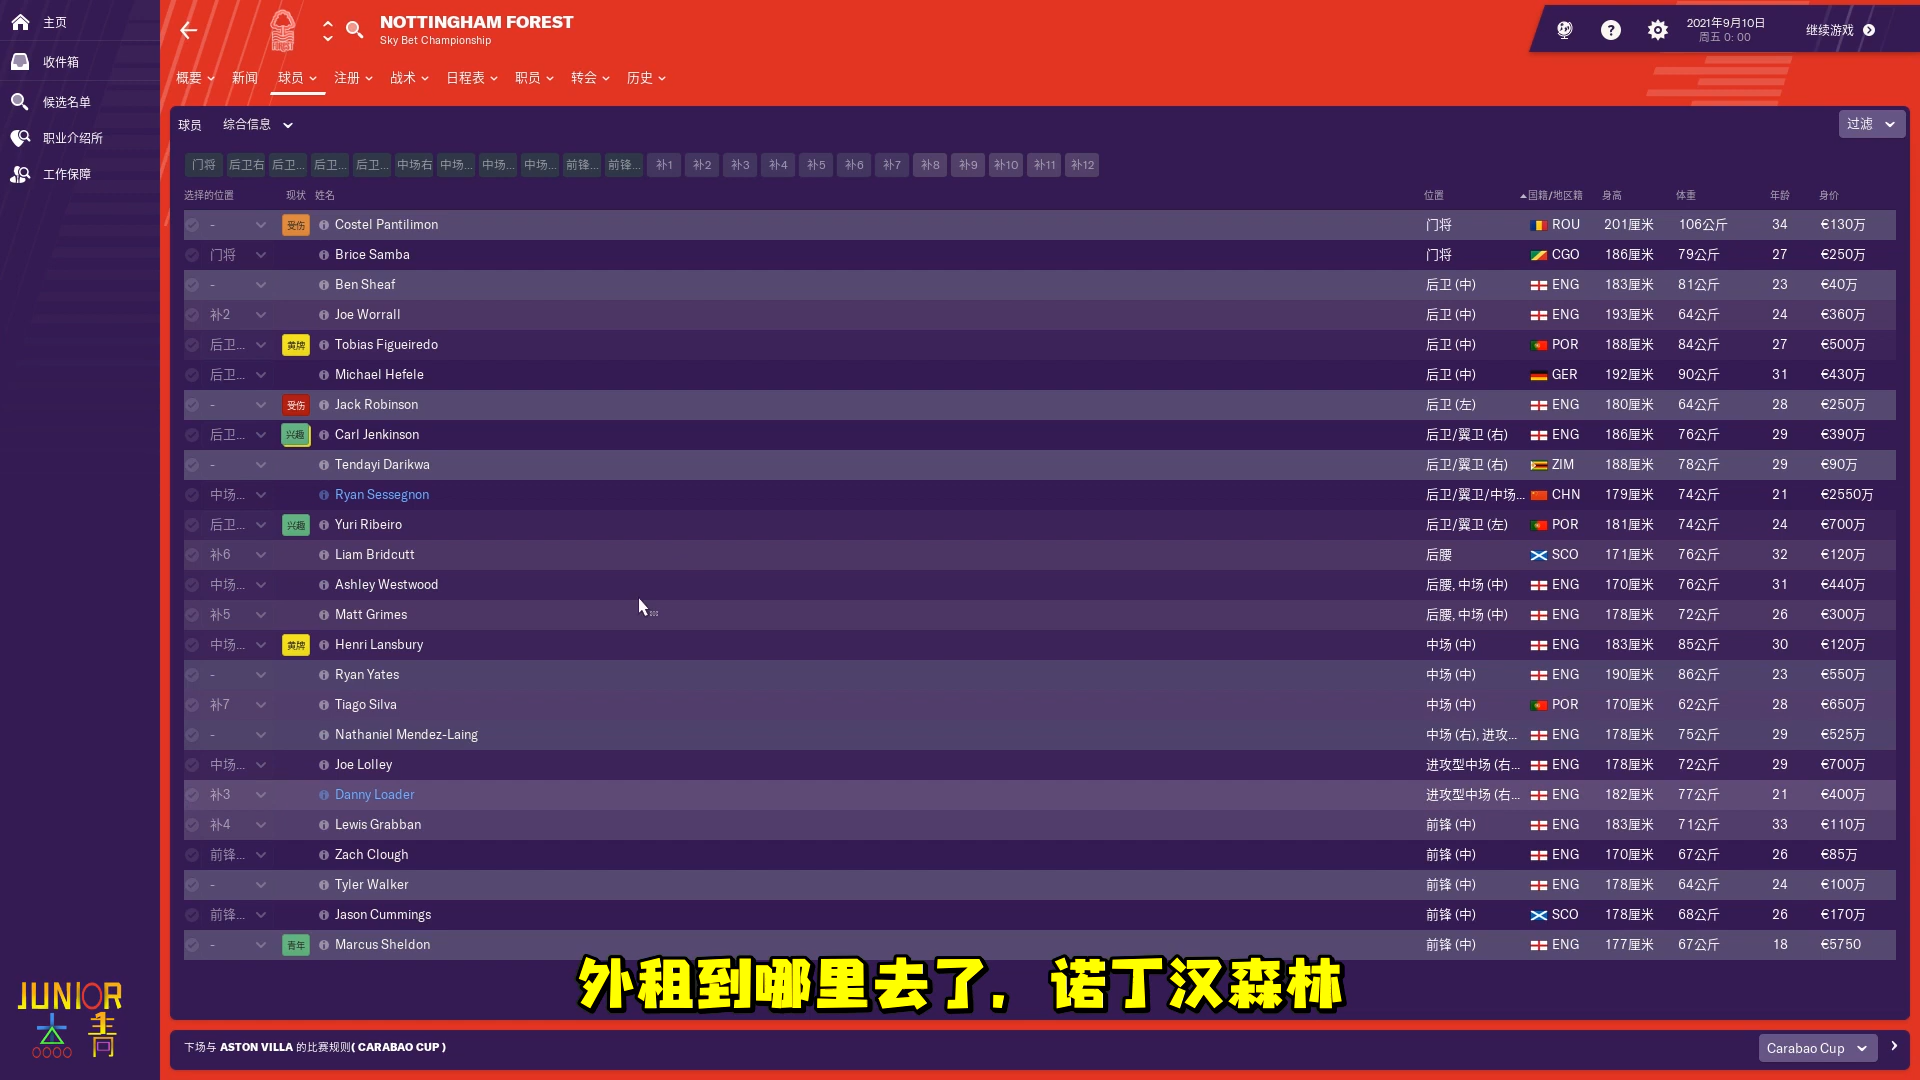 主页
收件箱
候选名单
职业介绍所
工作保障
NOTTINGHAM FOREST
Sky Bet Championship
2021年9月10日
周五 0: 00
继续游戏
概要 新闻 球员 注册 战术 日程表 职员 转会 历史
球员 综合信息 过滤
门将 后卫右 后卫... 后卫... 后卫... 中场右 中场... 中场... 中场... 前锋... 前锋... 补1 补2 补3 补4 补5 补6 补7 补8 补9 补10 补11 补12
选择的位置 现状 姓名 位置 国籍/地区籍 身高 体重 年龄 身价
- 受伤 Costel Pantilimon 门将 ROU 201厘米 106公斤 34 €130万
门将 Brice Samba 门将 CGO 186厘米 79公斤 27 €250万
- Ben Sheaf 后卫 (中) ENG 183厘米 81公斤 23 €40万
补2 Joe Worrall 后卫 (中) ENG 193厘米 64公斤 24 €360万
后卫... 黄牌 Tobias Figueiredo 后卫 (中) POR 188厘米 84公斤 27 €500万
后卫... Michael Hefele 后卫 (中) GER 192厘米 90公斤 31 €430万
- 受伤 Jack Robinson 后卫 (左) ENG 180厘米 64公斤 28 €250万
后卫... 兴趣 Carl Jenkinson 后卫/翼卫 (右) ENG 186厘米 76公斤 29 €390万
- Tendayi Darikwa 后卫/翼卫 (右) ZIM 188厘米 78公斤 29 €90万
中场... Ryan Sessegnon 后卫/翼卫/中场... CHN 179厘米 74公斤 21 €2550万
后卫... 兴趣 Yuri Ribeiro 后卫/翼卫 (左) POR 181厘米 74公斤 24 €700万
补6 Liam Bridcutt 后腰 SCO 171厘米 76公斤 32 €120万
中场... Ashley Westwood 后腰, 中场 (中) ENG 170厘米 76公斤 31 €440万
补5 Matt Grimes 后腰, 中场 (中) ENG 178厘米 72公斤 26 €300万
中场... 黄牌 Henri Lansbury 中场 (中) ENG 183厘米 85公斤 30 €120万
- Ryan Yates 中场 (中) ENG 190厘米 86公斤 23 €550万
补7 Tiago Silva 中场 (中) POR 170厘米 62公斤 28 €650万
- Nathaniel Mendez-Laing 中场 (右), 进攻... ENG 178厘米 75公斤 29 €525万
中场... Joe Lolley 进攻型中场 (右... ENG 178厘米 72公斤 29 €700万
补3 Danny Loader 进攻型中场 (右... ENG 182厘米 77公斤 21 €400万
补4 Lewis Grabban 前锋 (中) ENG 183厘米 71公斤 33 €110万
前锋... Zach Clough 前锋 (中) ENG 170厘米 67公斤 26 €85万
- Tyler Walker 前锋 (中) ENG 178厘米 64公斤 24 €100万
前锋... Jason Cummings 前锋 (中) SCO 178厘米 68公斤 26 €170万
- 青年 Marcus Sheldon 前锋 (中) ENG 177厘米 67公斤 18 €5750
外租到哪里去了，诺丁汉森林
JUNIOR
大青
下场与 ASTON VILLA 的比赛规则( CARABAO CUP )
Carabao Cup